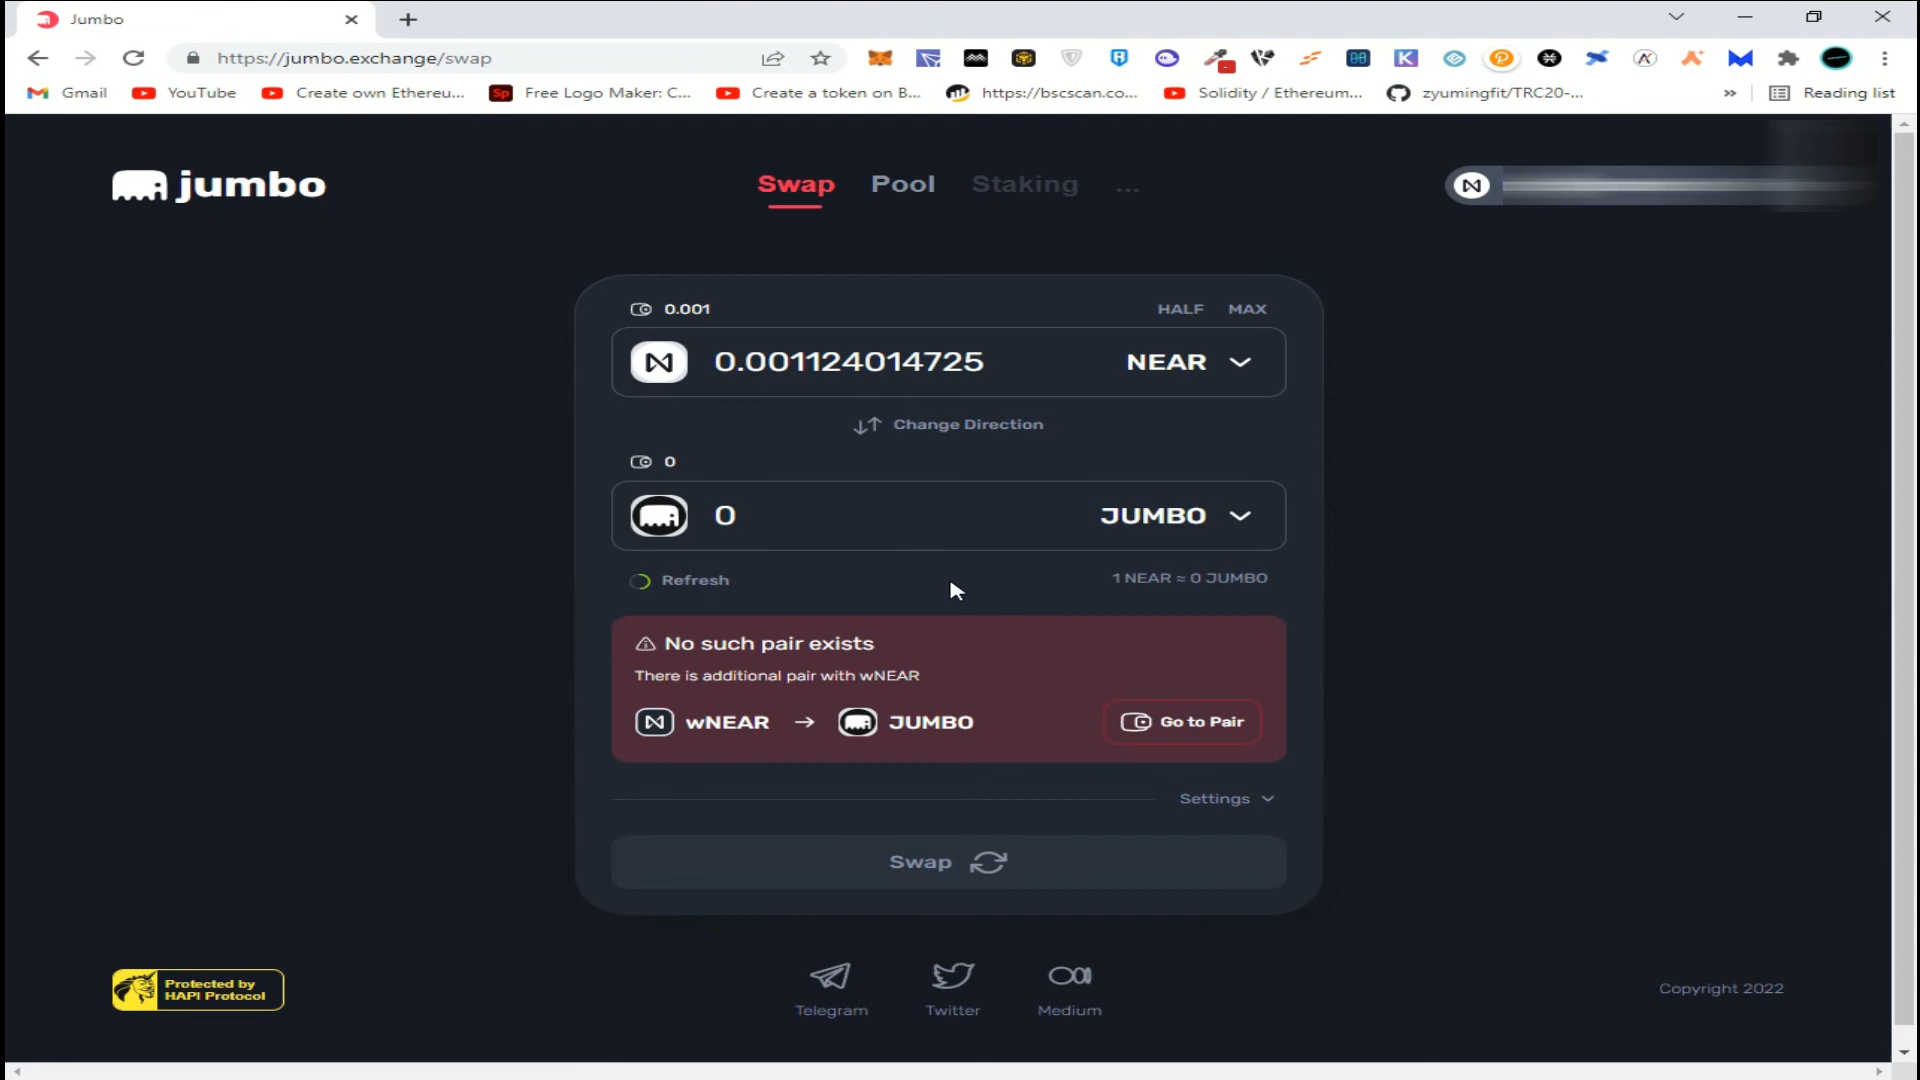 Jumbo
https://jumbo.exchange/swap
Gmail
YouTube
Create own Ethereu...
Sp
Free Logo Maker: C...
Create a token on B...
https://bscscan.co...
Solidity / Ethereum...
zyumingfit/TRC20-...
»
Reading list
jumbo
Swap
Pool
Staking
...
0.001
HALF
MAX
0.001124014725
NEAR
Change Direction
0
0
JUMBO
Refresh
1 NEAR ≈ 0 JUMBO
No such pair exists
There is additional pair with wNEAR
wNEAR → JUMBO
Go to Pair
Settings
Swap
Protected by
HAPI Protocol
Telegram
Twitter
Medium
Copyright 2022